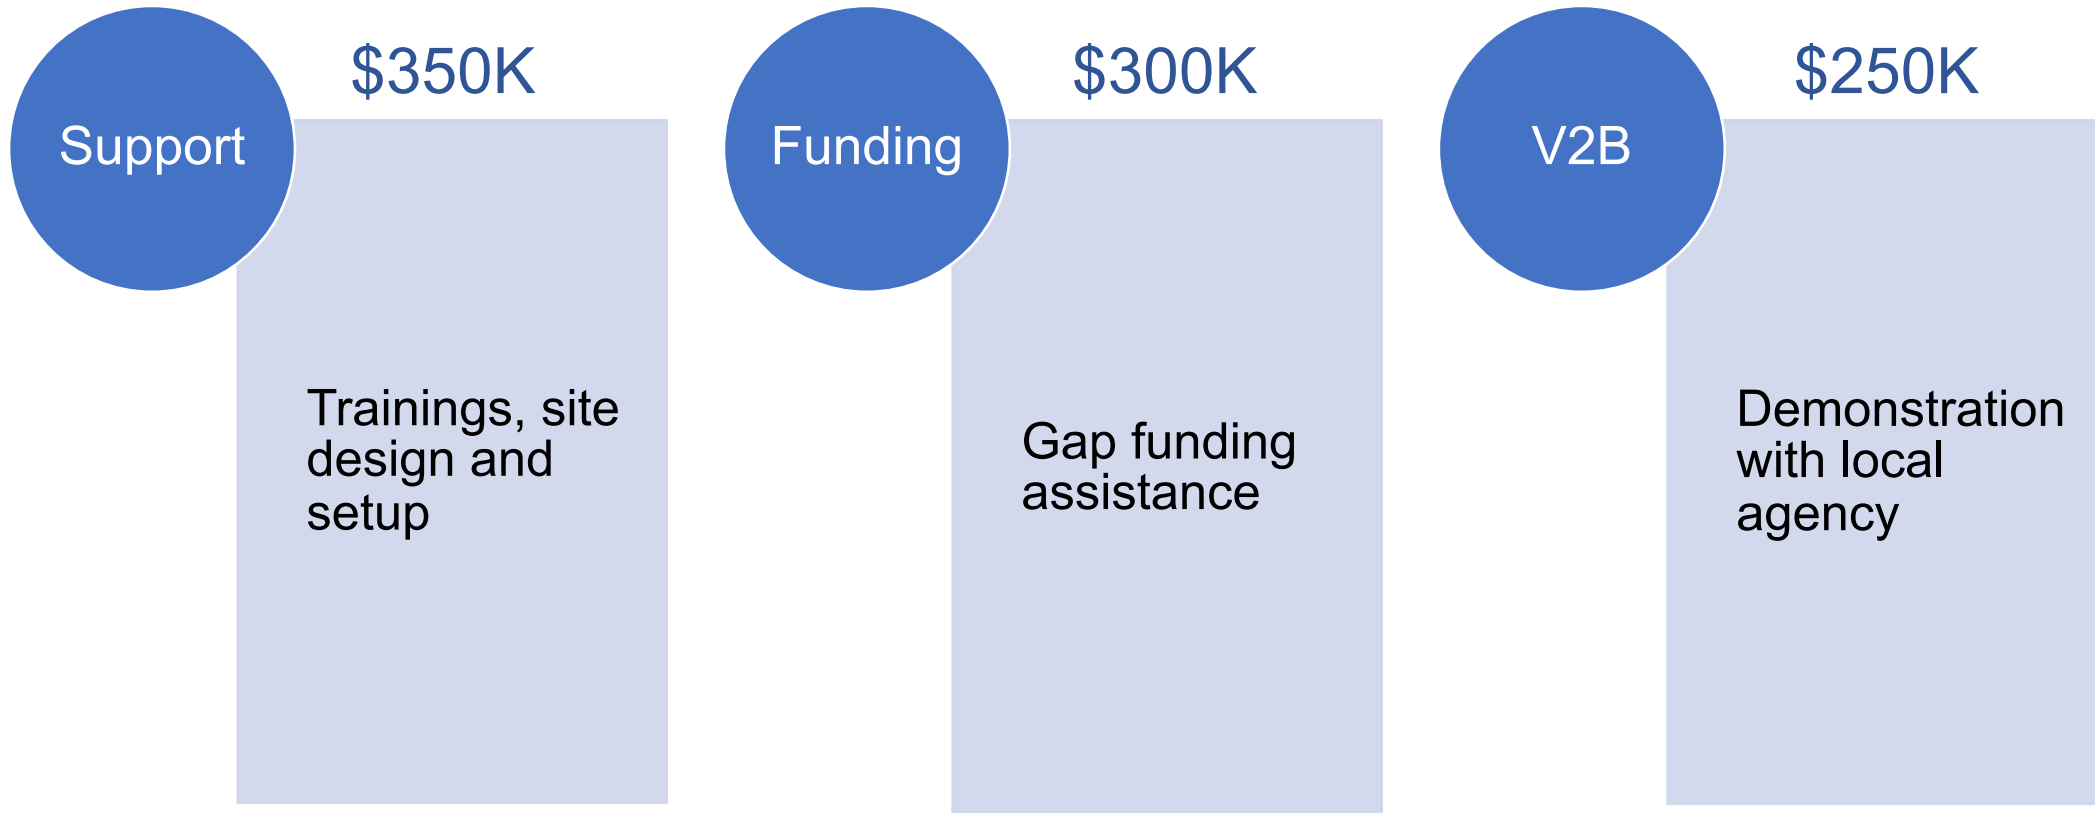 Support
$350K
Trainings, site
design and
setup
Funding
$300K
Gap funding
assistance
V2B
$250K
Demonstration
with local
agency